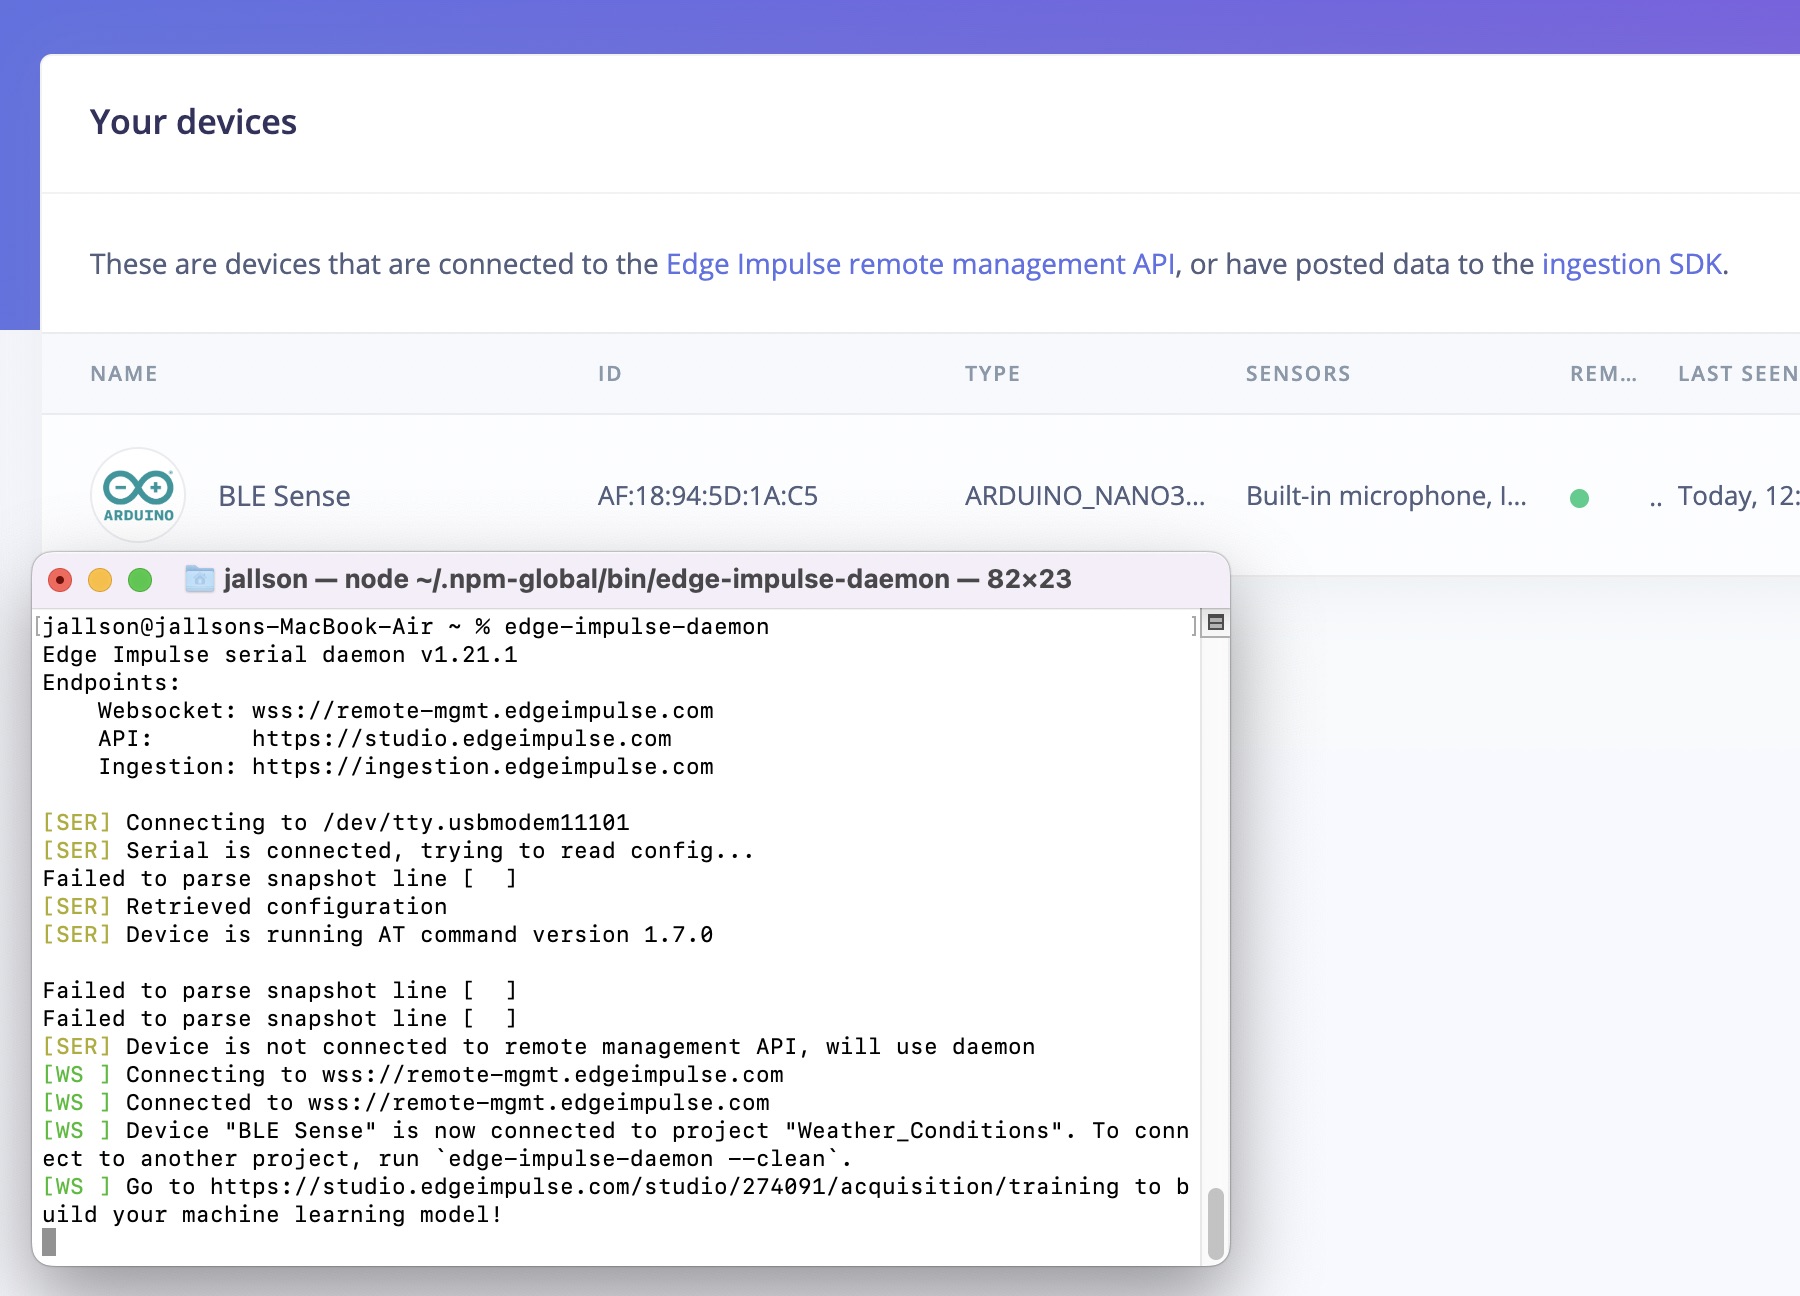 Your devices
These are devices that are connected to the Edge Impulse remote management API, or have posted data to the ingestion SDK.
NAME ID TYPE SENSORS REM... LAST SEEN
ARDUINO BLE Sense AF:18:94:5D:1A:C5 ARDUINO_NANO3... Built-in microphone, I... .. Today, 12:
jallson — node ~/.npm-global/bin/edge-impulse-daemon — 82×23
[jallson@jallsons-MacBook-Air ~ % edge-impulse-daemon ]
Edge Impulse serial daemon v1.21.1
Endpoints:
    Websocket: wss://remote-mgmt.edgeimpulse.com
    API:       https://studio.edgeimpulse.com
    Ingestion: https://ingestion.edgeimpulse.com
[SER] Connecting to /dev/tty.usbmodem11101
[SER] Serial is connected, trying to read config...
Failed to parse snapshot line [  ]
[SER] Retrieved configuration
[SER] Device is running AT command version 1.7.0
Failed to parse snapshot line [  ]
Failed to parse snapshot line [  ]
[SER] Device is not connected to remote management API, will use daemon
[WS ] Connecting to wss://remote-mgmt.edgeimpulse.com
[WS ] Connected to wss://remote-mgmt.edgeimpulse.com
[WS ] Device "BLE Sense" is now connected to project "Weather_Conditions". To conn
ect to another project, run `edge-impulse-daemon --clean`.
[WS ] Go to https://studio.edgeimpulse.com/studio/274091/acquisition/training to b
uild your machine learning model!